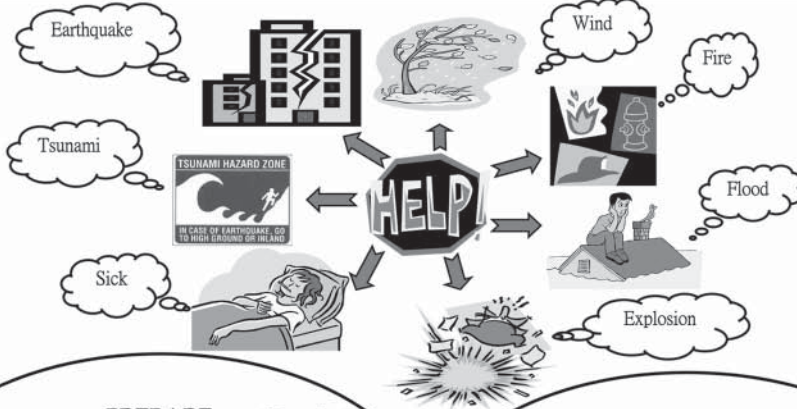 Earthquake
Wind
Fire
Tsunami
TSUNAMI HAZARD ZONE
IN CASE OF EARTHQUAKE, GO
TO HIGH GROUND OR INLAND
HELP!
Flood
Sick
Explosion